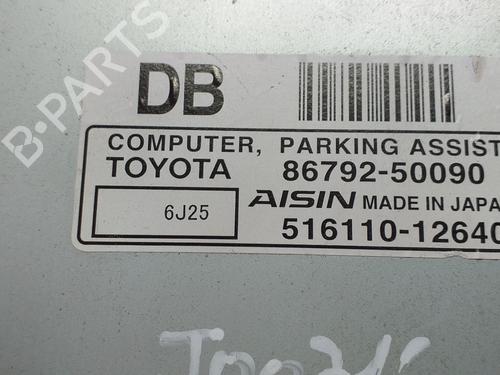 DB
COMPUTER, PARKING ASSIST
TOYOTA 86792-50090
6J25 AISIN MADE IN JAPA
516110-12640
B-PARTS